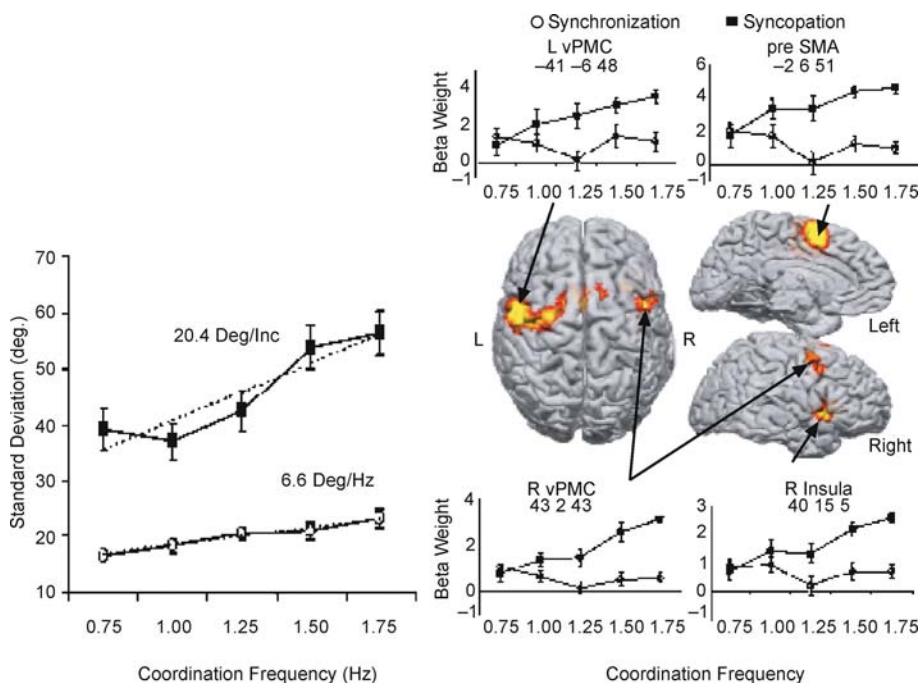 Synchronization Syncopation
L vPMC
–41 –6 48
Beta Weight
4
2
0
–1
0.75 1.00 1.25 1.50 1.75
pre SMA
–2 6 51
6
4
2
0
–1
0.75 1.00 1.25 1.50 1.75
L
R
Left
Right
Standard Deviation (deg.)
70
60
50
40
30
20
10
20.4 Deg/Inc
6.6 Deg/Hz
0.75 1.00 1.25 1.50 1.75
Coordination Frequency (Hz)
R vPMC
43 2 43
Beta Weight
4
2
0
–1
0.75 1.00 1.25 1.50 1.75
R Insula
40 15 5
3
2
1
0
–1
0.75 1.00 1.25 1.50 1.75
Coordination Frequency